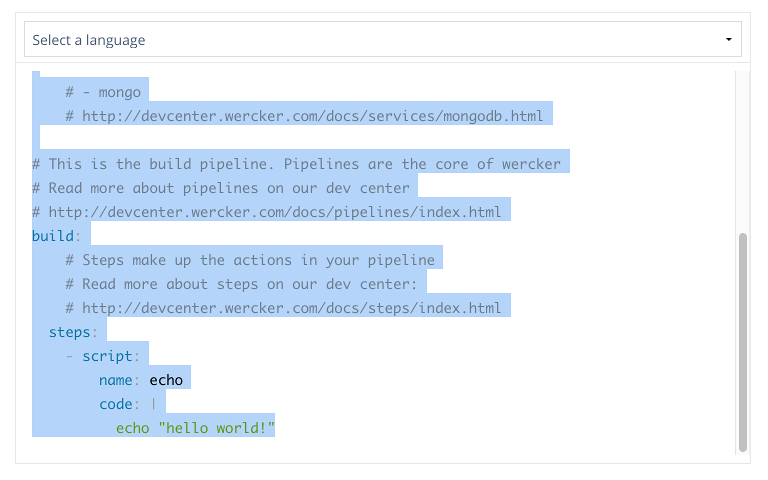 Select a language
# - mongo
# http://devcenter.wercker.com/docs/services/mongodb.html
# This is the build pipeline. Pipelines are the core of wercker
# Read more about pipelines on our dev center
# http://devcenter.wercker.com/docs/pipelines/index.html
build:
# Steps make up the actions in your pipeline
# Read more about steps on our dev center:
# http://devcenter.wercker.com/docs/steps/index.html
steps:
- script:
name: echo
code: |
echo "hello world!"